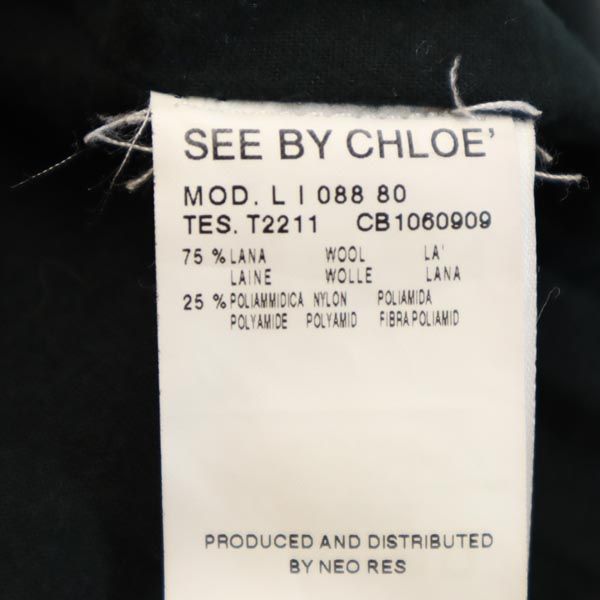 SEE BY CHLOE'
MOD. L I 088 80
TES. T2211 CB1060909
75 % LANA WOOL LA'
LAINE WOLLE LANA
25 % POLIAMMIDICA NYLON POLIAMIDA
POLYAMIDE POLYAMID FIBRA POLIAMID
PRODUCED AND DISTRIBUTED
BY NEO RES